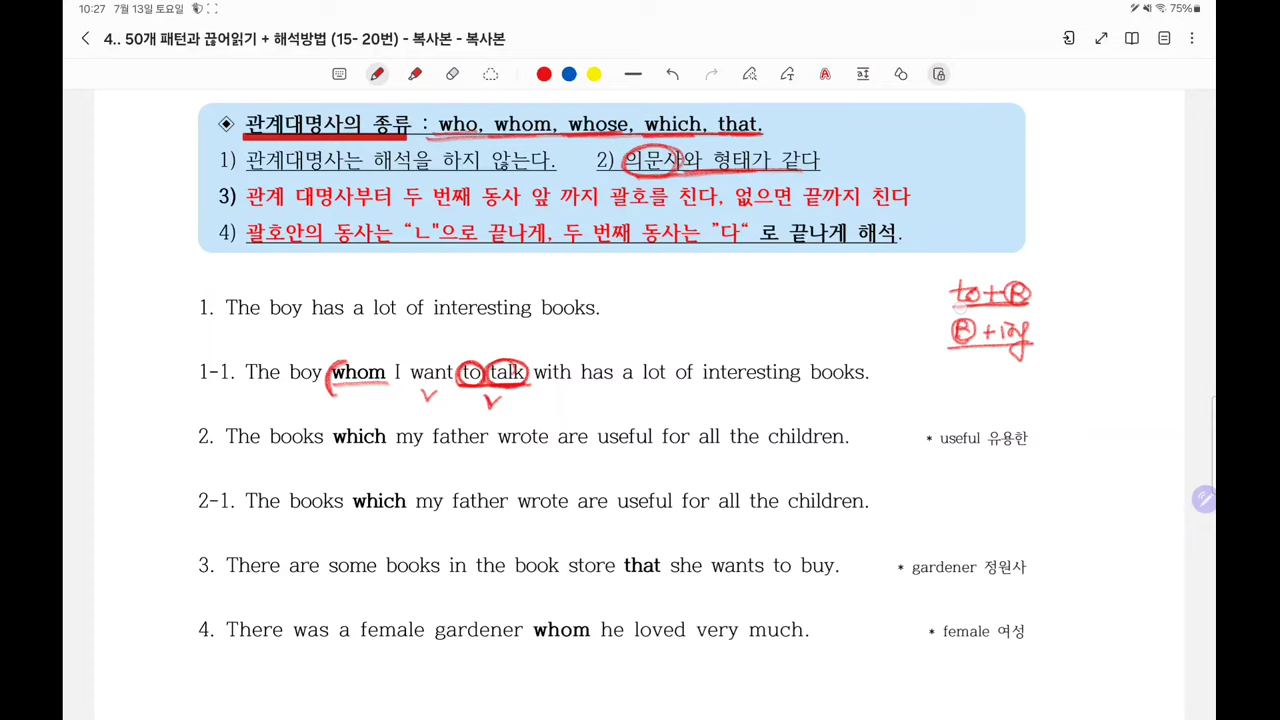 10:27 7월 13일 토요일 75%
4.. 50개 패턴과 끊어읽기 + 해석방법 (15- 20번) - 복사본 - 복사본
◈ 관계대명사의 종류 : who, whom, whose, which, that.
1) 관계대명사는 해석을 하지 않는다. 2) 의문사와 형태가 같다
3) 관계 대명사부터 두 번째 동사 앞 까지 괄호를 친다, 없으면 끝까지 친다
4) 괄호안의 동사는 “ㄴ"으로 끝나게, 두 번째 동사는 ”다“ 로 끝나게 해석.
to+R
1. The boy has a lot of interesting books.
R+ing
1-1. The boy whom I want to talk with has a lot of interesting books.
v v
2. The books which my father wrote are useful for all the children. * useful 유용한
2-1. The books which my father wrote are useful for all the children.
3. There are some books in the book store that she wants to buy. * gardener 정원사
4. There was a female gardener whom he loved very much. * female 여성